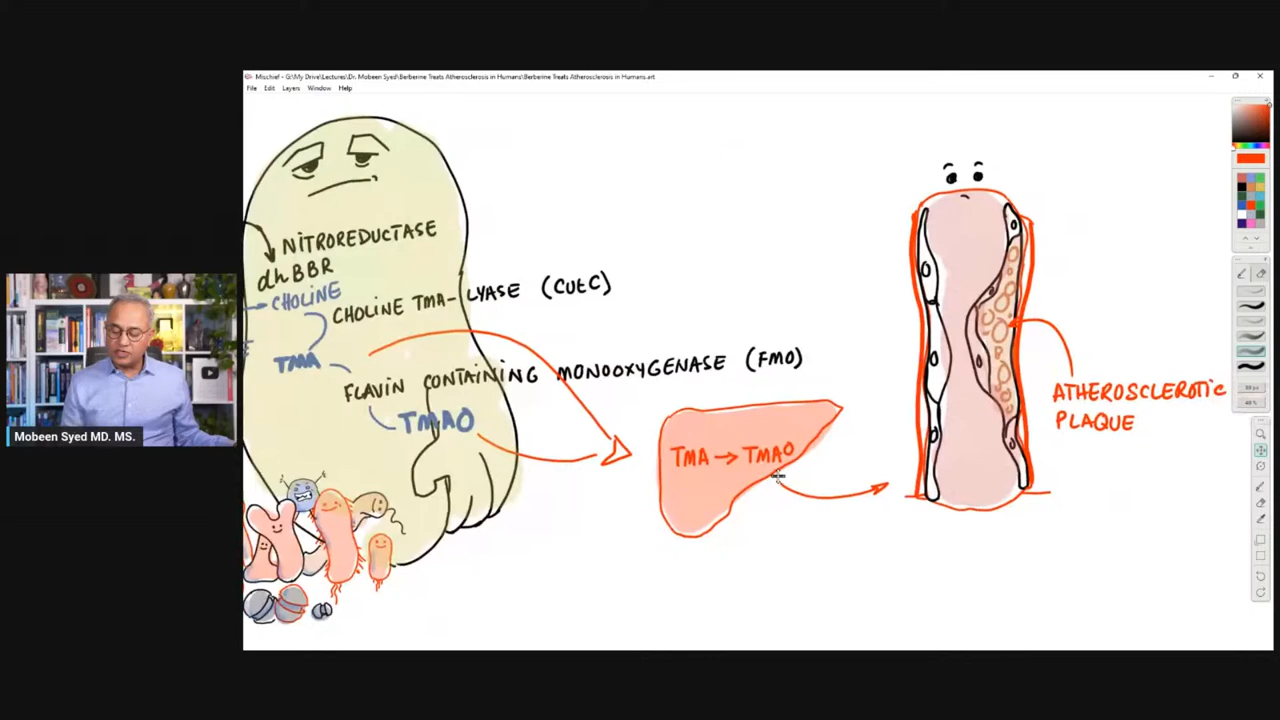 Mischief - G:\My Drive\Lectures\Dr. Mobeen Syed\Berberine Treats Atherosclerosis in Humans\Berberine Treats Atherosclerosis in Humans.art
File Edit Layers Window Help
NITROREDUCTASE
dhBBR
CHOLINE
CHOLINE TMA-LYASE (CutC)
TMA
FLAVIN CONTAINING MONOOXYGENASE (FMO)
TMAO
TMA → TMAO
ATHEROSCLEROTIC
PLAQUE
Mobeen Syed MD. MS.